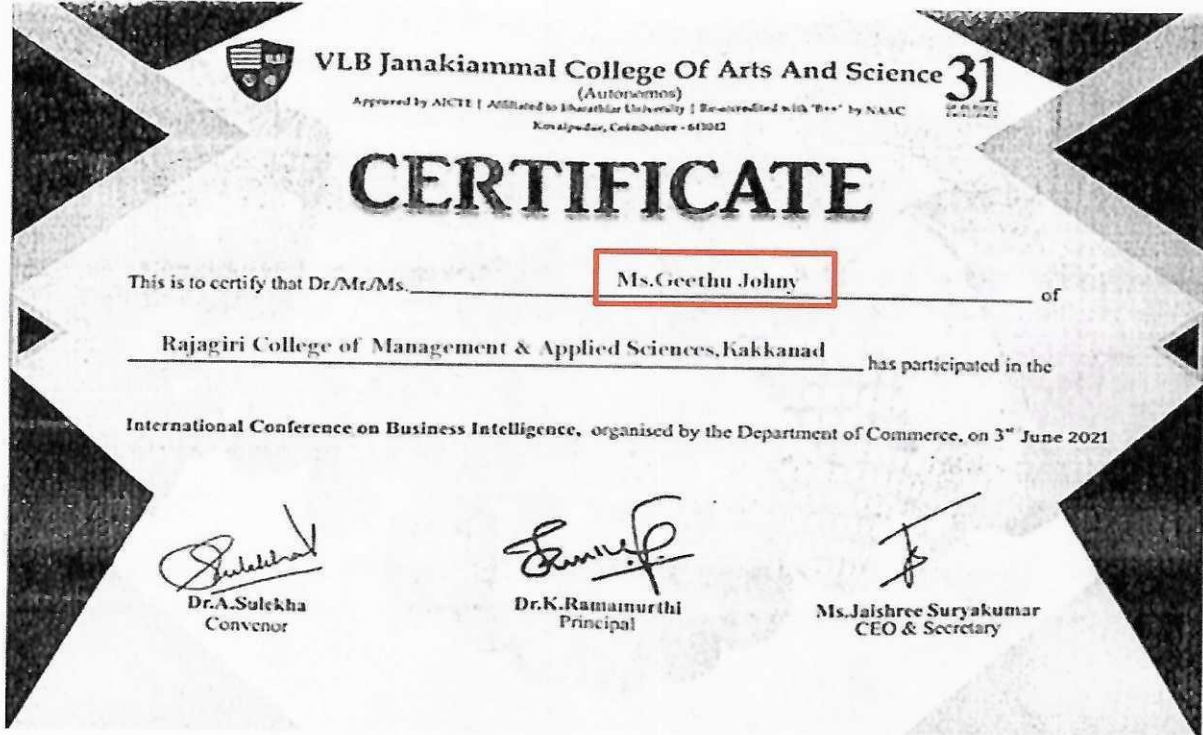 VLB Janakiammal College Of Arts And Science
31
(Autonomos)
Approved by AICTE | Affiliated to Bharathiar University | Re-accredited with "B++" by NAAC
Kovaipudur, Coimbatore - 641042
CERTIFICATE
This is to certify that Dr./Mr./Ms. Ms.Geethu Johny of
Rajagiri College of Management & Applied Sciences,Kakkanad has participated in the
International Conference on Business Intelligence, organised by the Department of Commerce, on 3rd June 2021
Dr.A.Sulekha Dr.K.Ramamurthi Ms.Jaishree Suryakumar
Convenor Principal CEO & Secretary